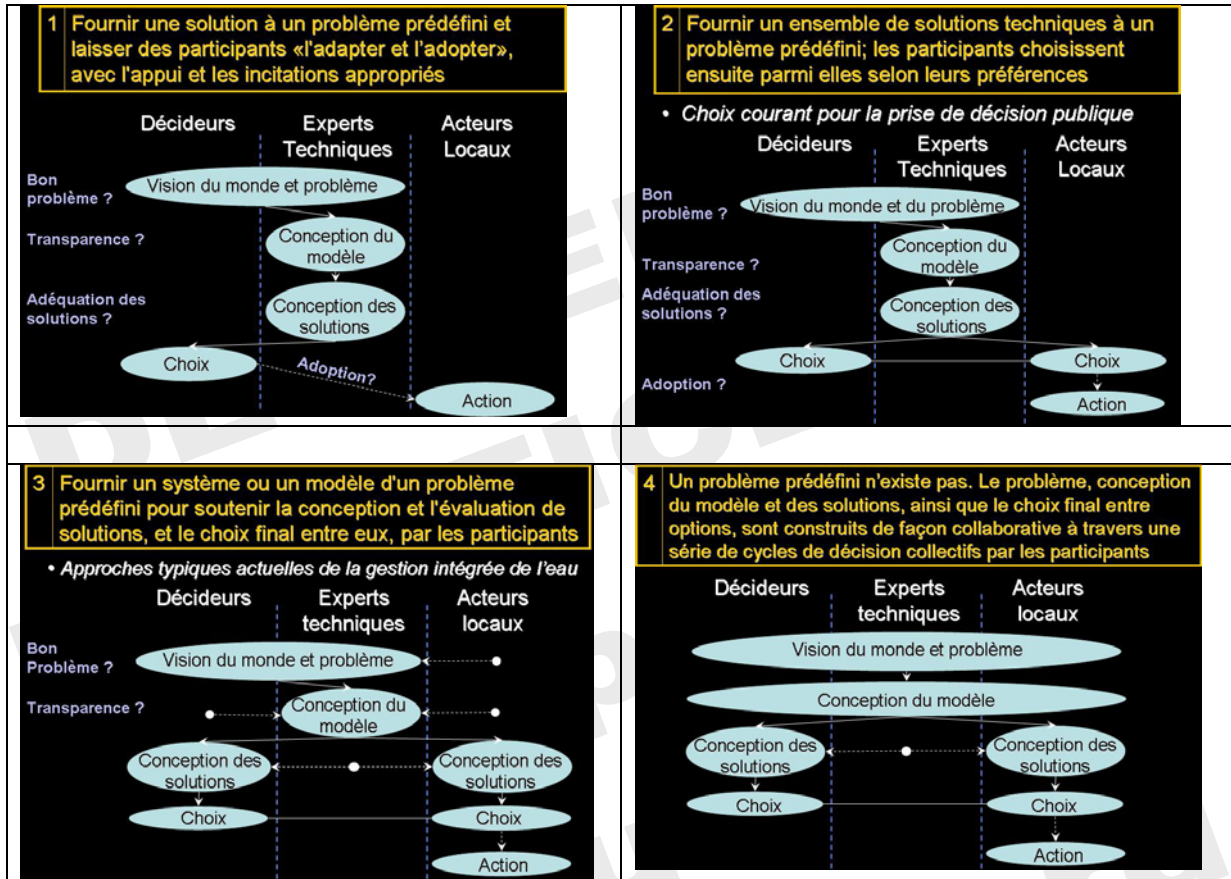 1 Fournir une solution à un problème prédéfini et
laisser des participants «l'adapter et l'adopter»,
avec l'appui et les incitations appropriés
Décideurs
Experts
Techniques
Acteurs
Locaux
Bon
problème ?
Vision du monde et problème
Transparence ?
Conception du
modèle
Adéquation des
solutions ?
Conception des
solutions
Choix
Adoption?
Action
2 Fournir un ensemble de solutions techniques à un
problème prédéfini; les participants choisissent
ensuite parmi elles selon leurs préférences
• Choix courant pour la prise de décision publique
Décideurs
Experts
Techniques
Acteurs
Locaux
Bon
problème ?
Vision du monde et du problème
Conception du
modèle
Transparence ?
Adéquation des
solutions ?
Conception des
solutions
Choix
Choix
Adoption ?
Action
3 Fournir un système ou un modèle d'un problème
prédéfini pour soutenir la conception et l'évaluation de
solutions, et le choix final entre eux, par les participants
• Approches typiques actuelles de la gestion intégrée de l'eau
Décideurs
Experts
techniques
Acteurs
locaux
Bon
Problème ?
Vision du monde et problème
Transparence ?
Conception du
modèle
Conception des
solutions
Conception des
solutions
Choix
Choix
Action
4 Un problème prédéfini n'existe pas. Le problème, conception
du modèle et des solutions, ainsi que le choix final entre
options, sont construits de façon collaborative à travers une
série de cycles de décision collectifs par les participants
Décideurs
Experts
techniques
Acteurs
locaux
Vision du monde et problème
Conception du modèle
Conception des
solutions
Conception des
solutions
Choix
Choix
Action